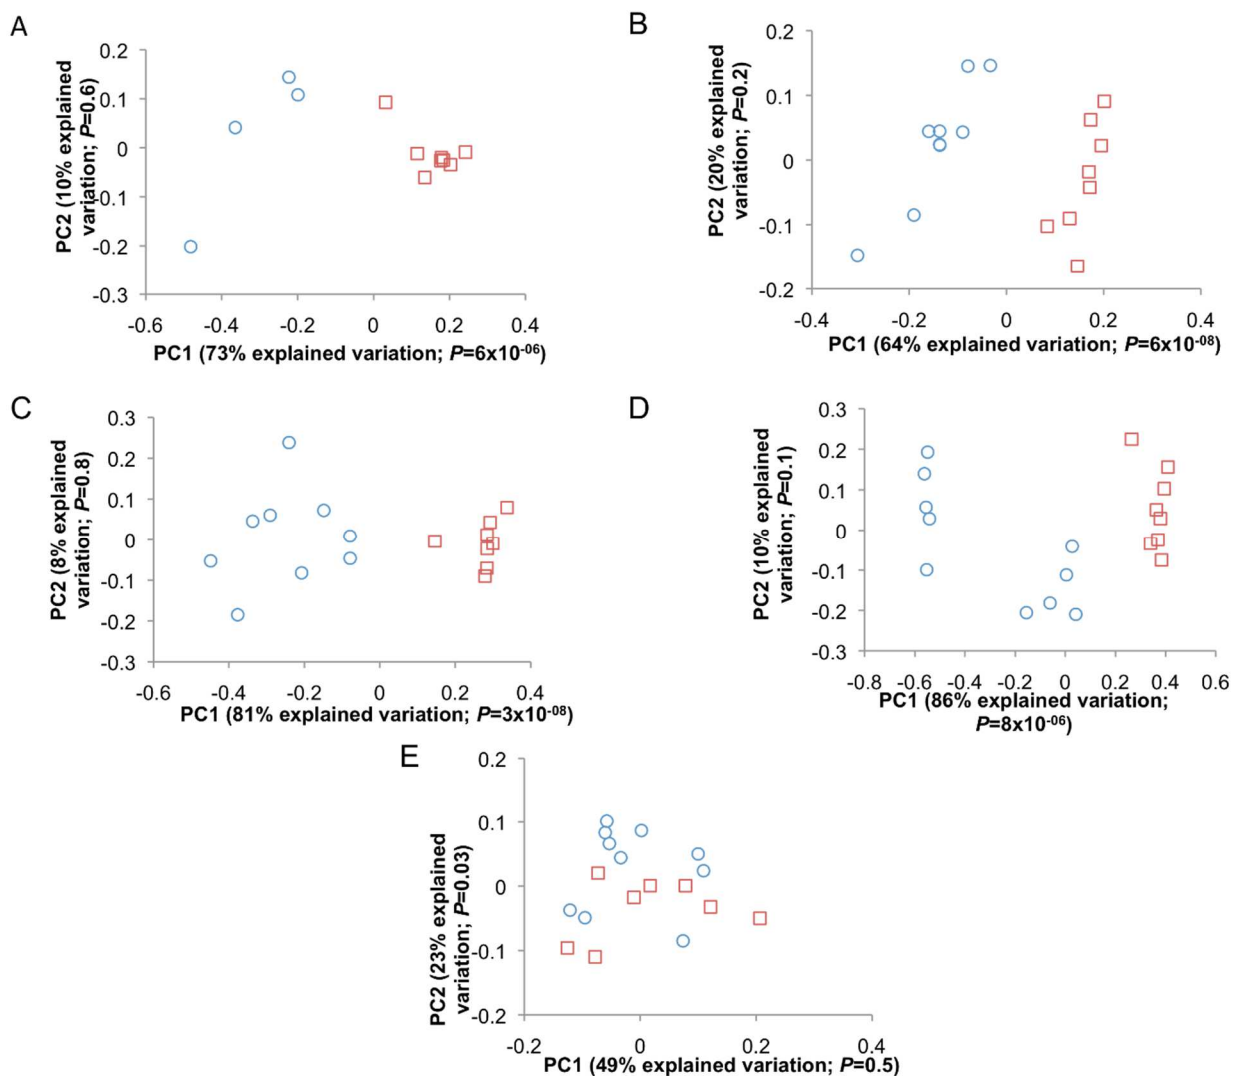 A
PC2 (10% explained
variation; P=0.6)
0.2
0.1
0
-0.1
-0.2
-0.3
-0.6 -0.4 -0.2 0 0.2 0.4
PC1 (73% explained variation; P=6x10-06)
B
PC2 (20% explained
variation; P=0.2)
0.2
0.1
0
-0.1
-0.2
-0.4 -0.2 0 0.2 0.4
PC1 (64% explained variation; P=6x10-08)
C
PC2 (8% explained
variation; P=0.8)
0.3
0.2
0.1
0
-0.1
-0.2
-0.3
-0.6 -0.4 -0.2 0 0.2 0.4
PC1 (81% explained variation; P=3x10-08)
D
PC2 (10% explained
variation; P=0.1)
0.3
0.2
0.1
0
-0.1
-0.2
-0.3
-0.8 -0.6 -0.4 -0.2 0 0.2 0.4 0.6
PC1 (86% explained variation;
P=8x10-06)
E
PC2 (23% explained
variation; P=0.03)
0.2
0.1
0
-0.1
-0.2
-0.2 0 0.2 0.4
PC1 (49% explained variation; P=0.5)